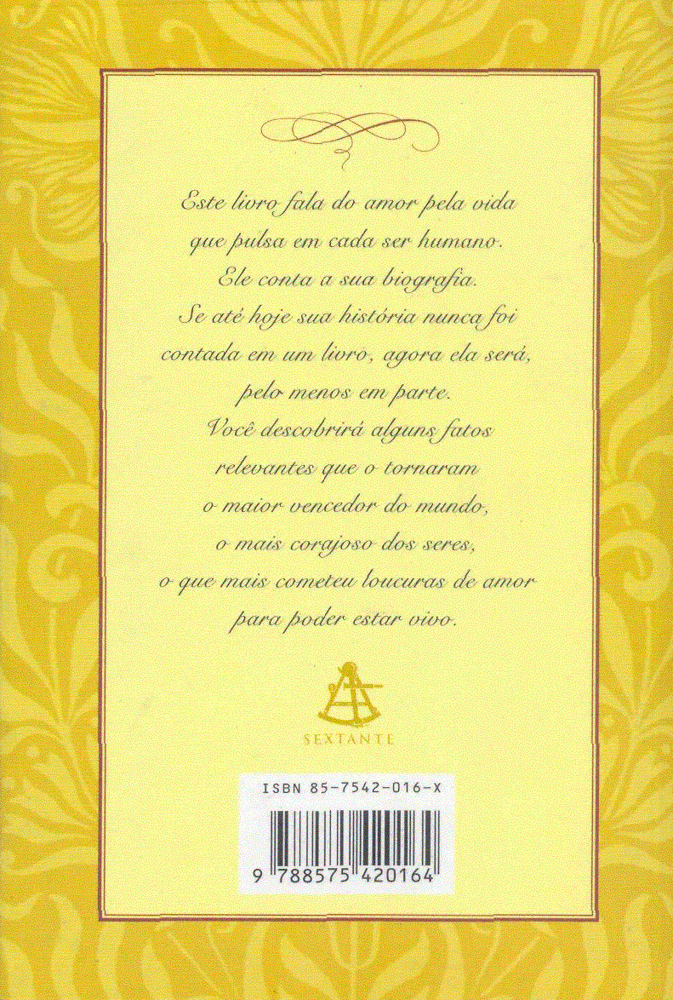 Este livro fala do amor pela vida
que pulsa em cada ser humano.
Ele conta a sua biografia.
Se até hoje sua história nunca foi
contada em um livro, agora ela será,
pelo menos em parte.
Você descobrirá alguns fatos
relevantes que o tornaram
o maior vencedor do mundo,
o mais corajoso dos seres,
o que mais cometeu loucuras de amor
para poder estar vivo.
SEXTANTE
ISBN 85-7542-016-X
9 788575 420164